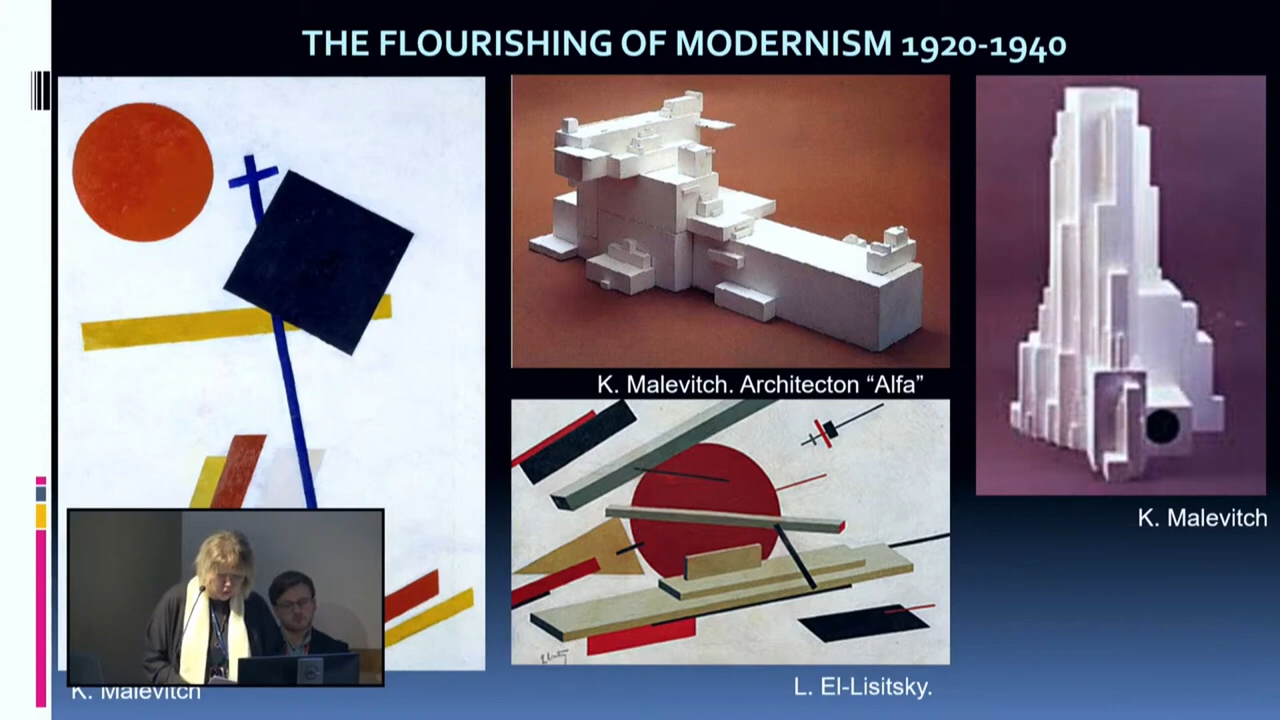 THE FLOURISHING OF MODERNISM 1920-1940
K. Malevitch. Architecton “Alfa”
K. Malevitch
L. El-Lisitsky.
K. Malevitch